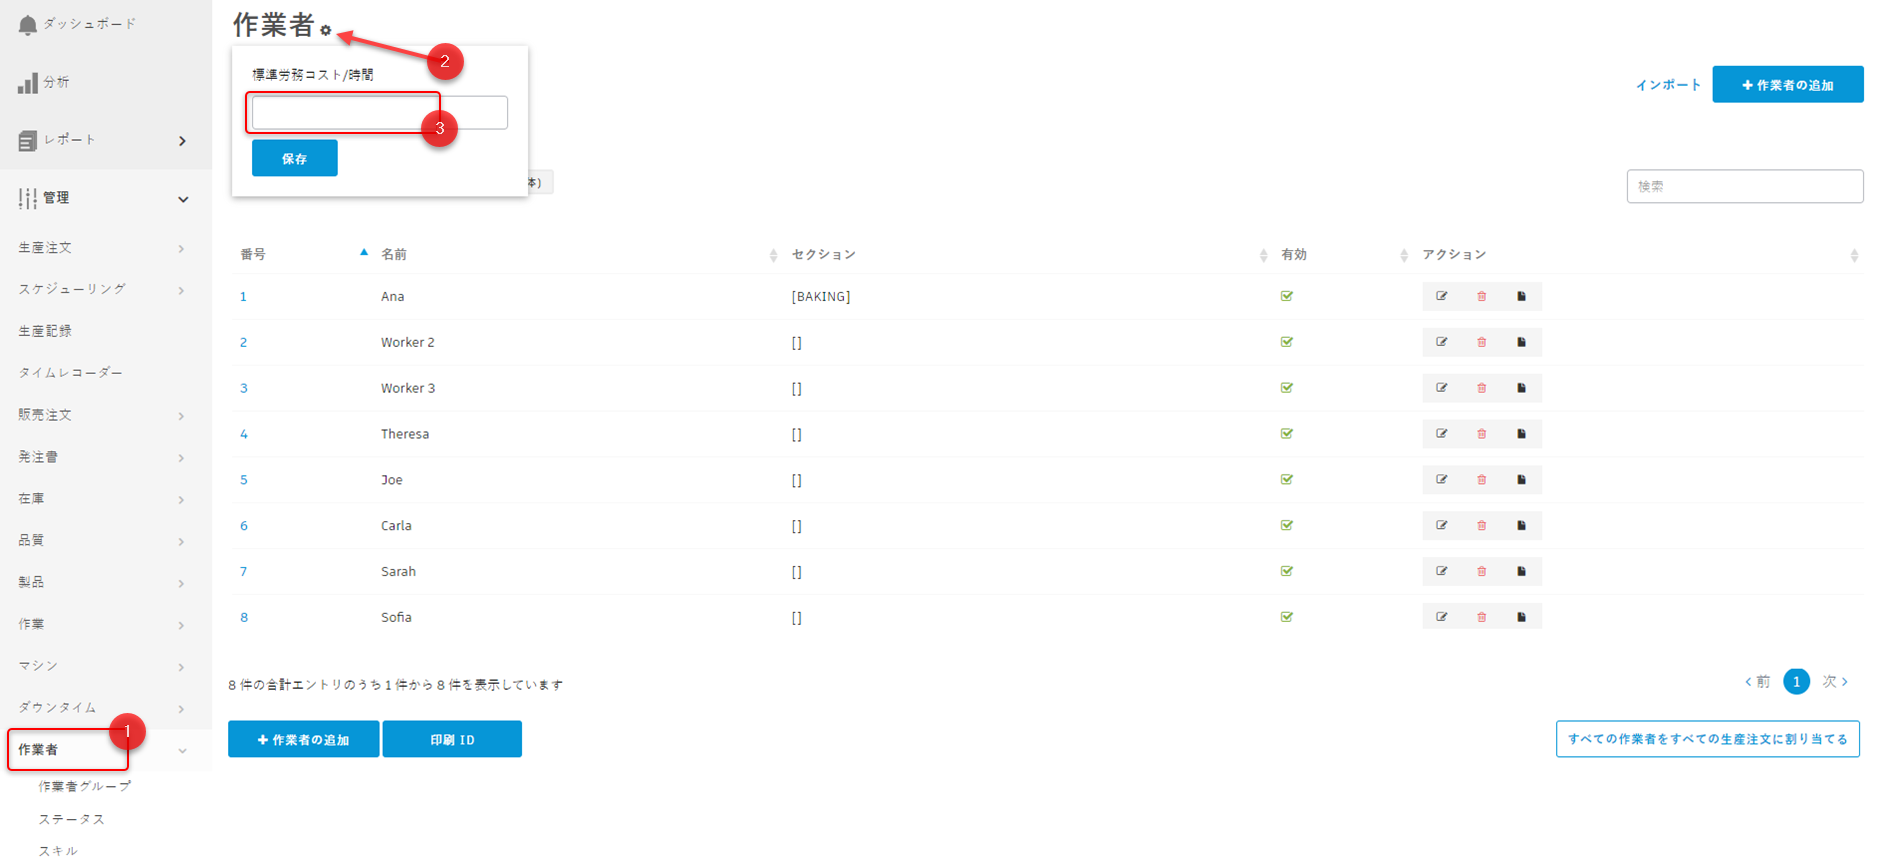 ダッシュボード
分析
レポート
管理
生産注文
スケジューリング
生産記録
タイムレコーダー
販売注文
発注書
在庫
品質
製品
作業
マシン
ダウンタイム
作業者
1
作業者グループ
ステータス
スキル
作業者
2
標準労務コスト/時間
3
保存
体)
インポート
作業者の追加
検索
番号 名前 セクション 有効 アクション
1 Ana [BAKING]
2 Worker 2 []
3 Worker 3 []
4 Theresa []
5 Joe []
6 Carla []
7 Sarah []
8 Sofia []
8 件の合計エントリのうち 1 件から 8 件を表示しています
前 1 次
作業者の追加
印刷 ID
すべての作業者をすべての生産注文に割り当てる